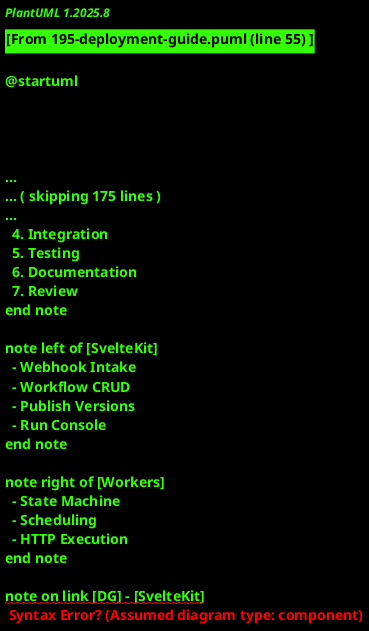 PlantUML 1.2025.8
[From 195-deployment-guide.puml (line 55) ]
@startuml
...
... ( skipping 175 lines )
...
4. Integration
5. Testing
6. Documentation
7. Review
end note
note left of [SvelteKit]
- Webhook Intake
- Workflow CRUD
- Publish Versions
- Run Console
end note
note right of [Workers]
- State Machine
- Scheduling
- HTTP Execution
end note
note on link [DG] - [SvelteKit]
Syntax Error? (Assumed diagram type: component)